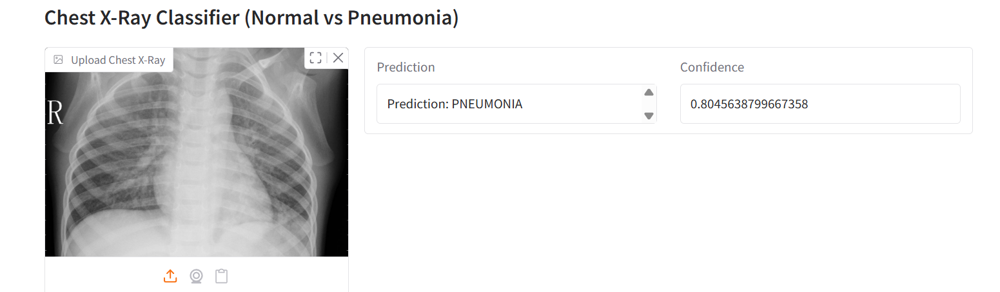 Chest X-Ray Classifier (Normal vs Pneumonia)
Upload Chest X-Ray
R
Prediction
Prediction: PNEUMONIA
Confidence
0.8045638799667358